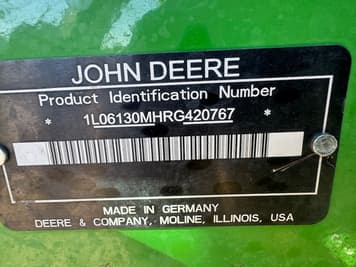 JOHN DEERE
Product Identification Number
* 1L06130MHRG420767 *
MADE IN GERMANY
DEERE & COMPANY, MOLINE, ILLINOIS, USA